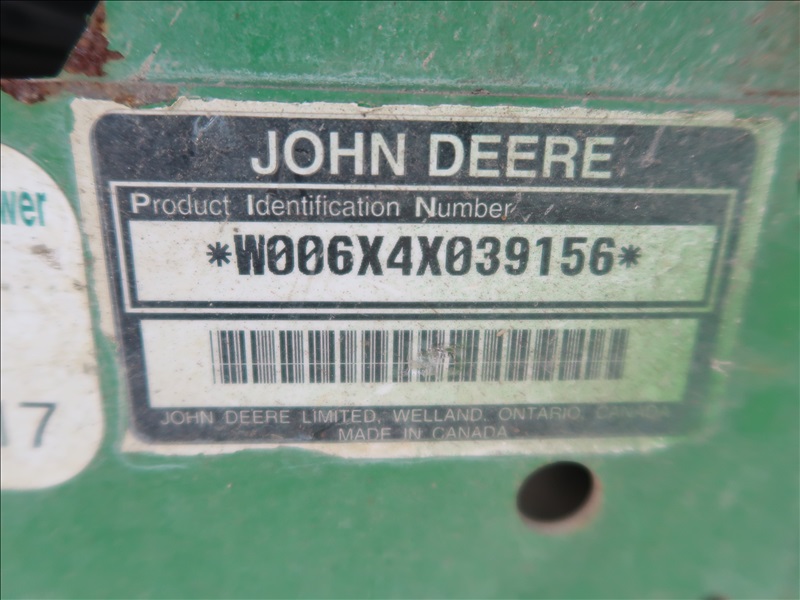 JOHN DEERE
Product Identification Number
*W006X4X039156*
JOHN DEERE LIMITED, WELLAND, ONTARIO, CANADA
MADE IN CANADA
wer
17